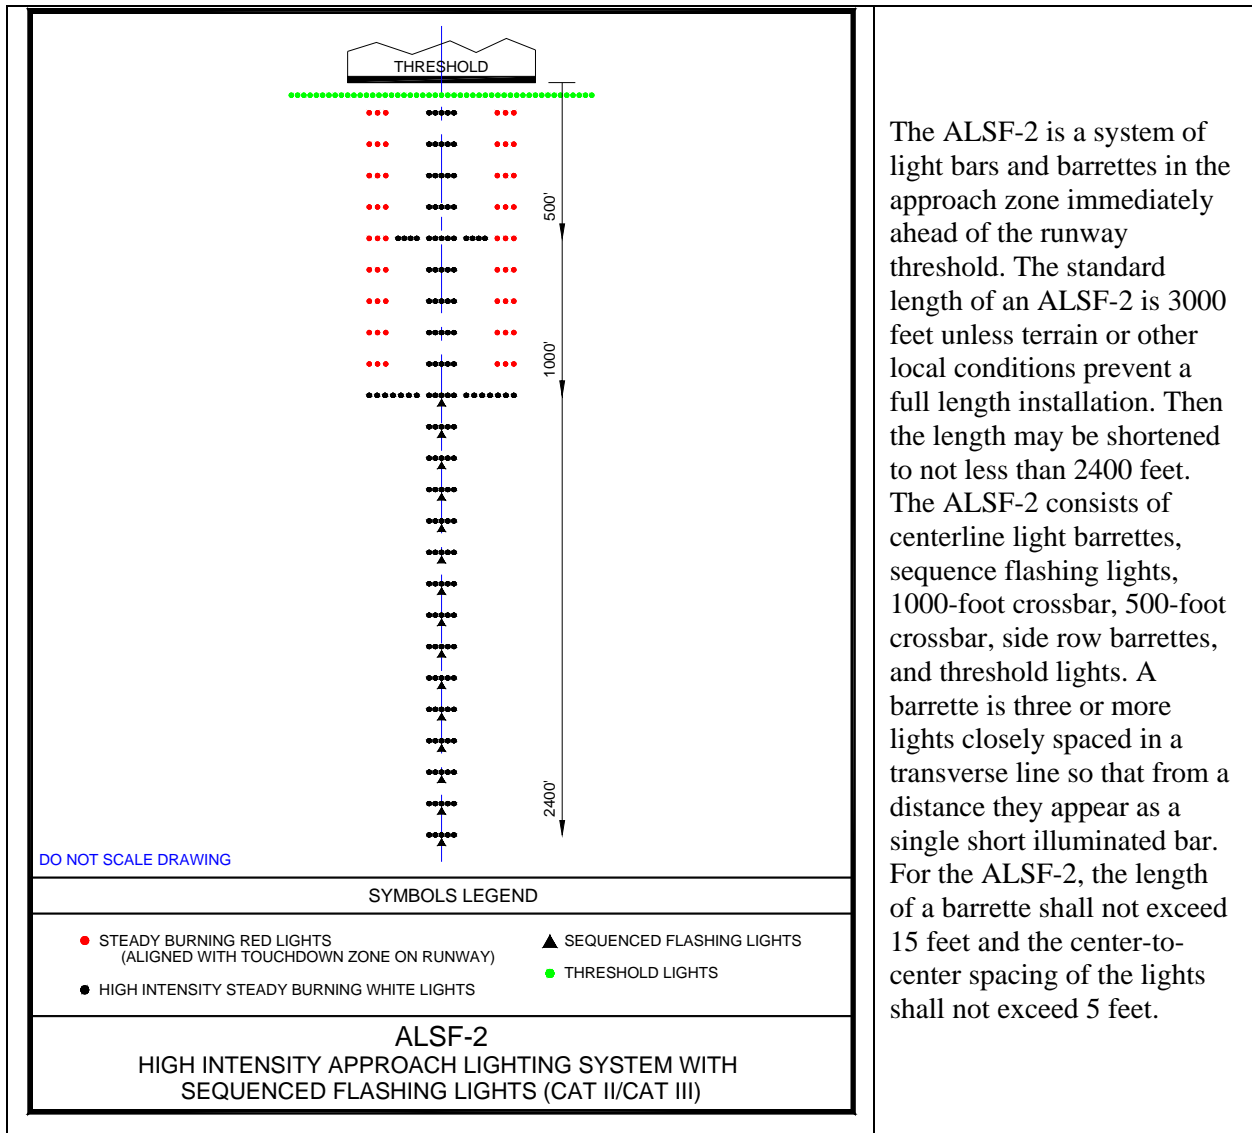 THRESHOLD
500'
1000'
2400'
DO NOT SCALE DRAWING
SYMBOLS LEGEND
STEADY BURNING RED LIGHTS
(ALIGNED WITH TOUCHDOWN ZONE ON RUNWAY)
HIGH INTENSITY STEADY BURNING WHITE LIGHTS
SEQUENCED FLASHING LIGHTS
THRESHOLD LIGHTS
ALSF-2
HIGH INTENSITY APPROACH LIGHTING SYSTEM WITH
SEQUENCED FLASHING LIGHTS (CAT II/CAT III)
The ALSF-2 is a system of
light bars and barrettes in the
approach zone immediately
ahead of the runway
threshold. The standard
length of an ALSF-2 is 3000
feet unless terrain or other
local conditions prevent a
full length installation. Then
the length may be shortened
to not less than 2400 feet.
The ALSF-2 consists of
centerline light barrettes,
sequence flashing lights,
1000-foot crossbar, 500-foot
crossbar, side row barrettes,
and threshold lights. A
barrette is three or more
lights closely spaced in a
transverse line so that from a
distance they appear as a
single short illuminated bar.
For the ALSF-2, the length
of a barrette shall not exceed
15 feet and the center-to-
center spacing of the lights
shall not exceed 5 feet.